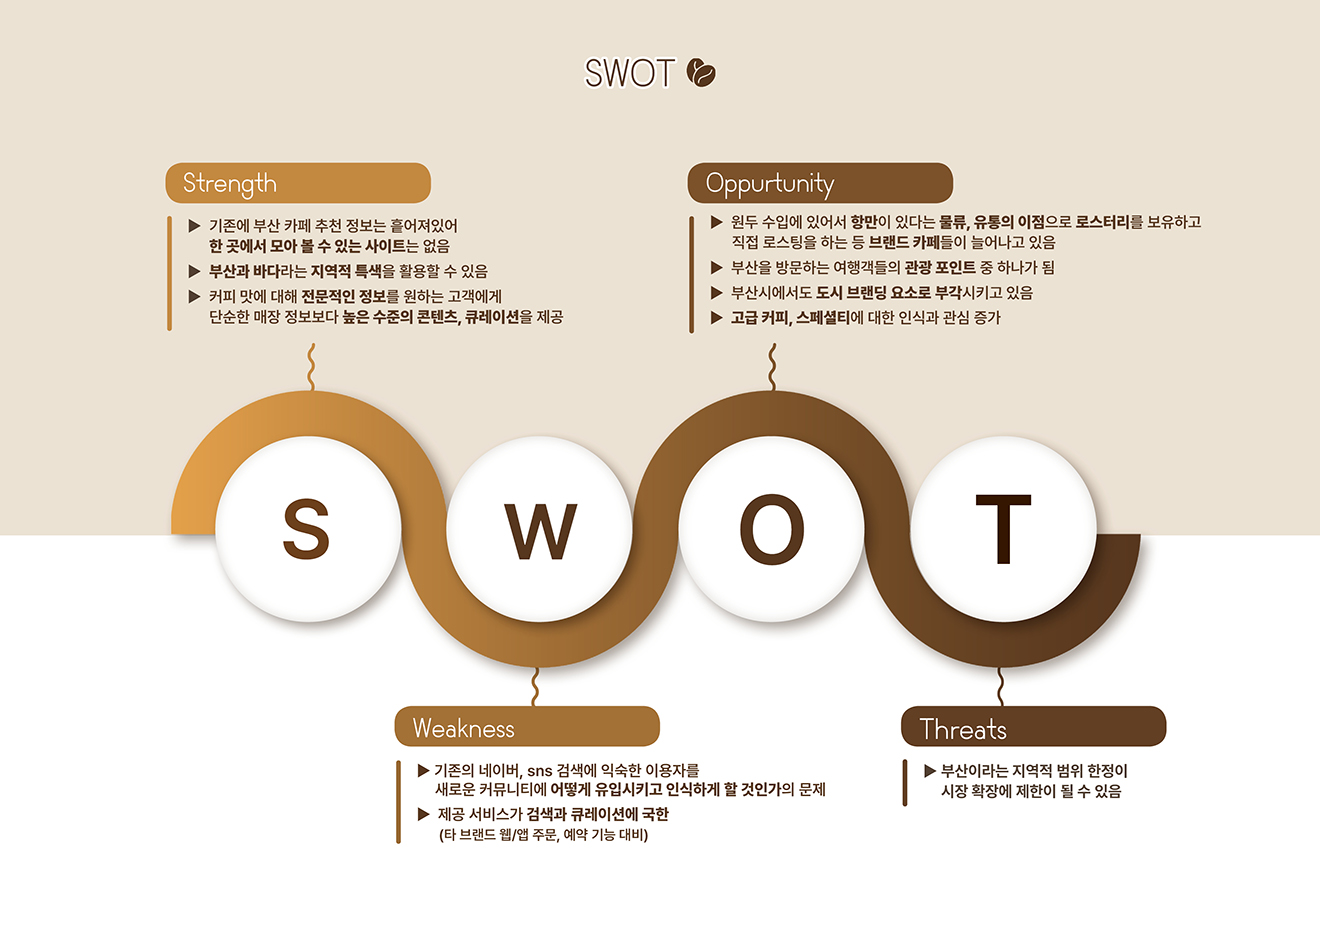 SWOT
Strength
▶ 기존에 부산 카페 추천 정보는 흩어져있어
한 곳에서 모아 볼 수 있는 사이트는 없음
▶ 부산과 바다라는 지역적 특색을 활용할 수 있음
▶ 커피 맛에 대해 전문적인 정보를 원하는 고객에게
단순한 매장 정보보다 높은 수준의 콘텐츠, 큐레이션을 제공
Oppurtunity
▶ 원두 수입에 있어서 항만이 있다는 물류, 유통의 이점으로 로스터리를 보유하고
직접 로스팅을 하는 등 브랜드 카페들이 늘어나고 있음
▶ 부산을 방문하는 여행객들의 관광 포인트 중 하나가 됨
▶ 부산시에서도 도시 브랜딩 요소로 부각시키고 있음
▶ 고급 커피, 스페셜티에 대한 인식과 관심 증가
S
W
O
T
Weakness
▶ 기존의 네이버, sns 검색에 익숙한 이용자를
새로운 커뮤니티에 어떻게 유입시키고 인식하게 할 것인가의 문제
▶ 제공 서비스가 검색과 큐레이션에 국한
(타 브랜드 웹/앱 주문, 예약 기능 대비)
Threats
▶ 부산이라는 지역적 범위 한정이
시장 확장에 제한이 될 수 있음